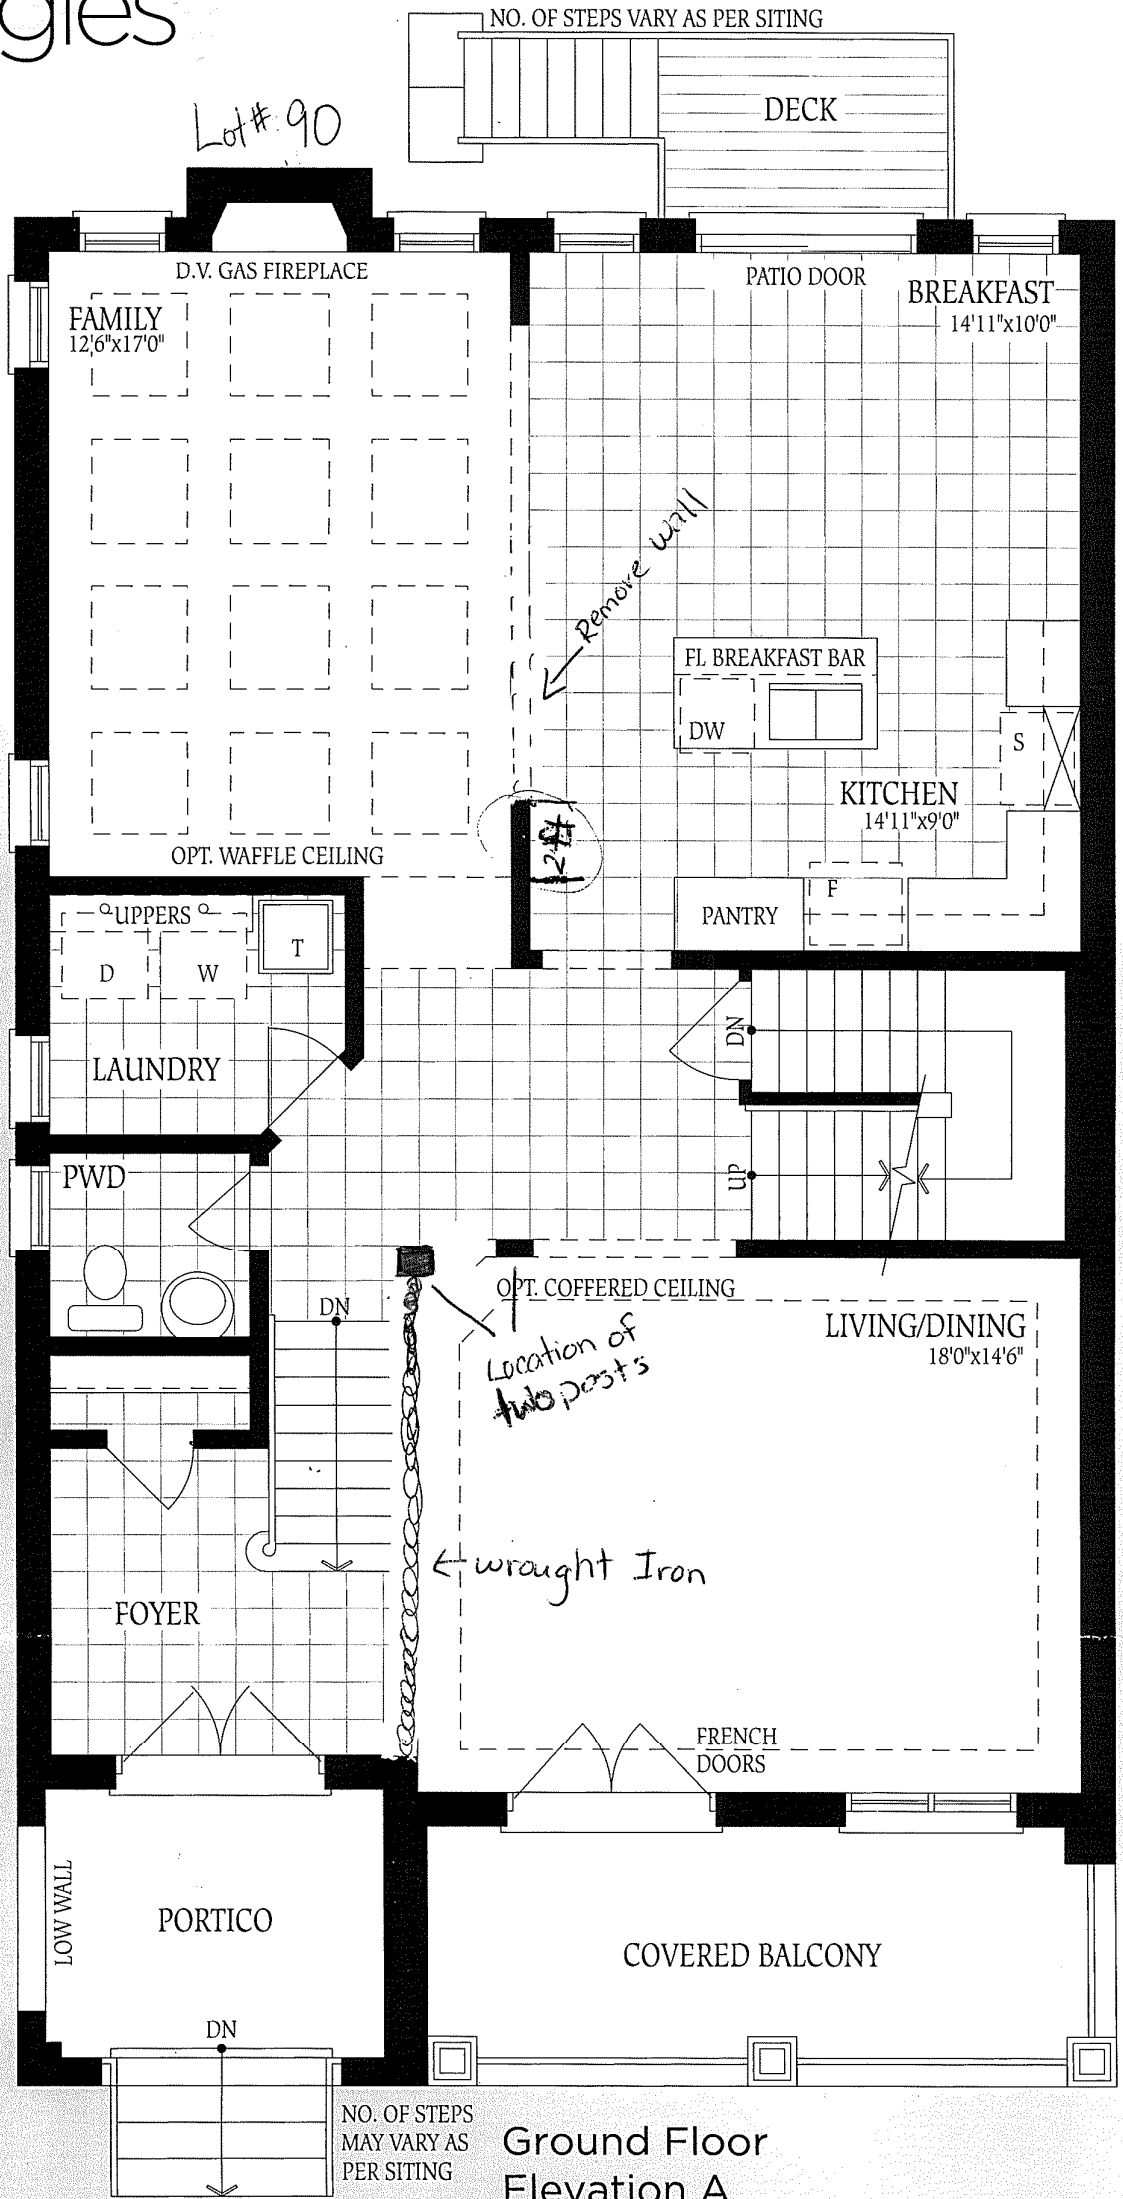 gles
NO. OF STEPS VARY AS PER SITING
DECK
Lot#: 90
D.V. GAS FIREPLACE
PATIO DOOR
FAMILY
12'6"x17'0"
BREAKFAST
14'11"x10'0"
Remove Wall
FL BREAKFAST BAR
DW
S
KITCHEN
14'11"x9'0"
2ft
OPT. WAFFLE CEILING
F
PANTRY
UPPERS
T
D
W
DN
LAUNDRY
PWD
UP
OPT. COFFERED CEILING
DN
LIVING/DINING
18'0"x14'6"
Location of
two posts
← wrought Iron
FOYER
FRENCH
DOORS
LOW WALL
PORTICO
COVERED BALCONY
DN
NO. OF STEPS
MAY VARY AS
PER SITING
Ground Floor
Elevation A